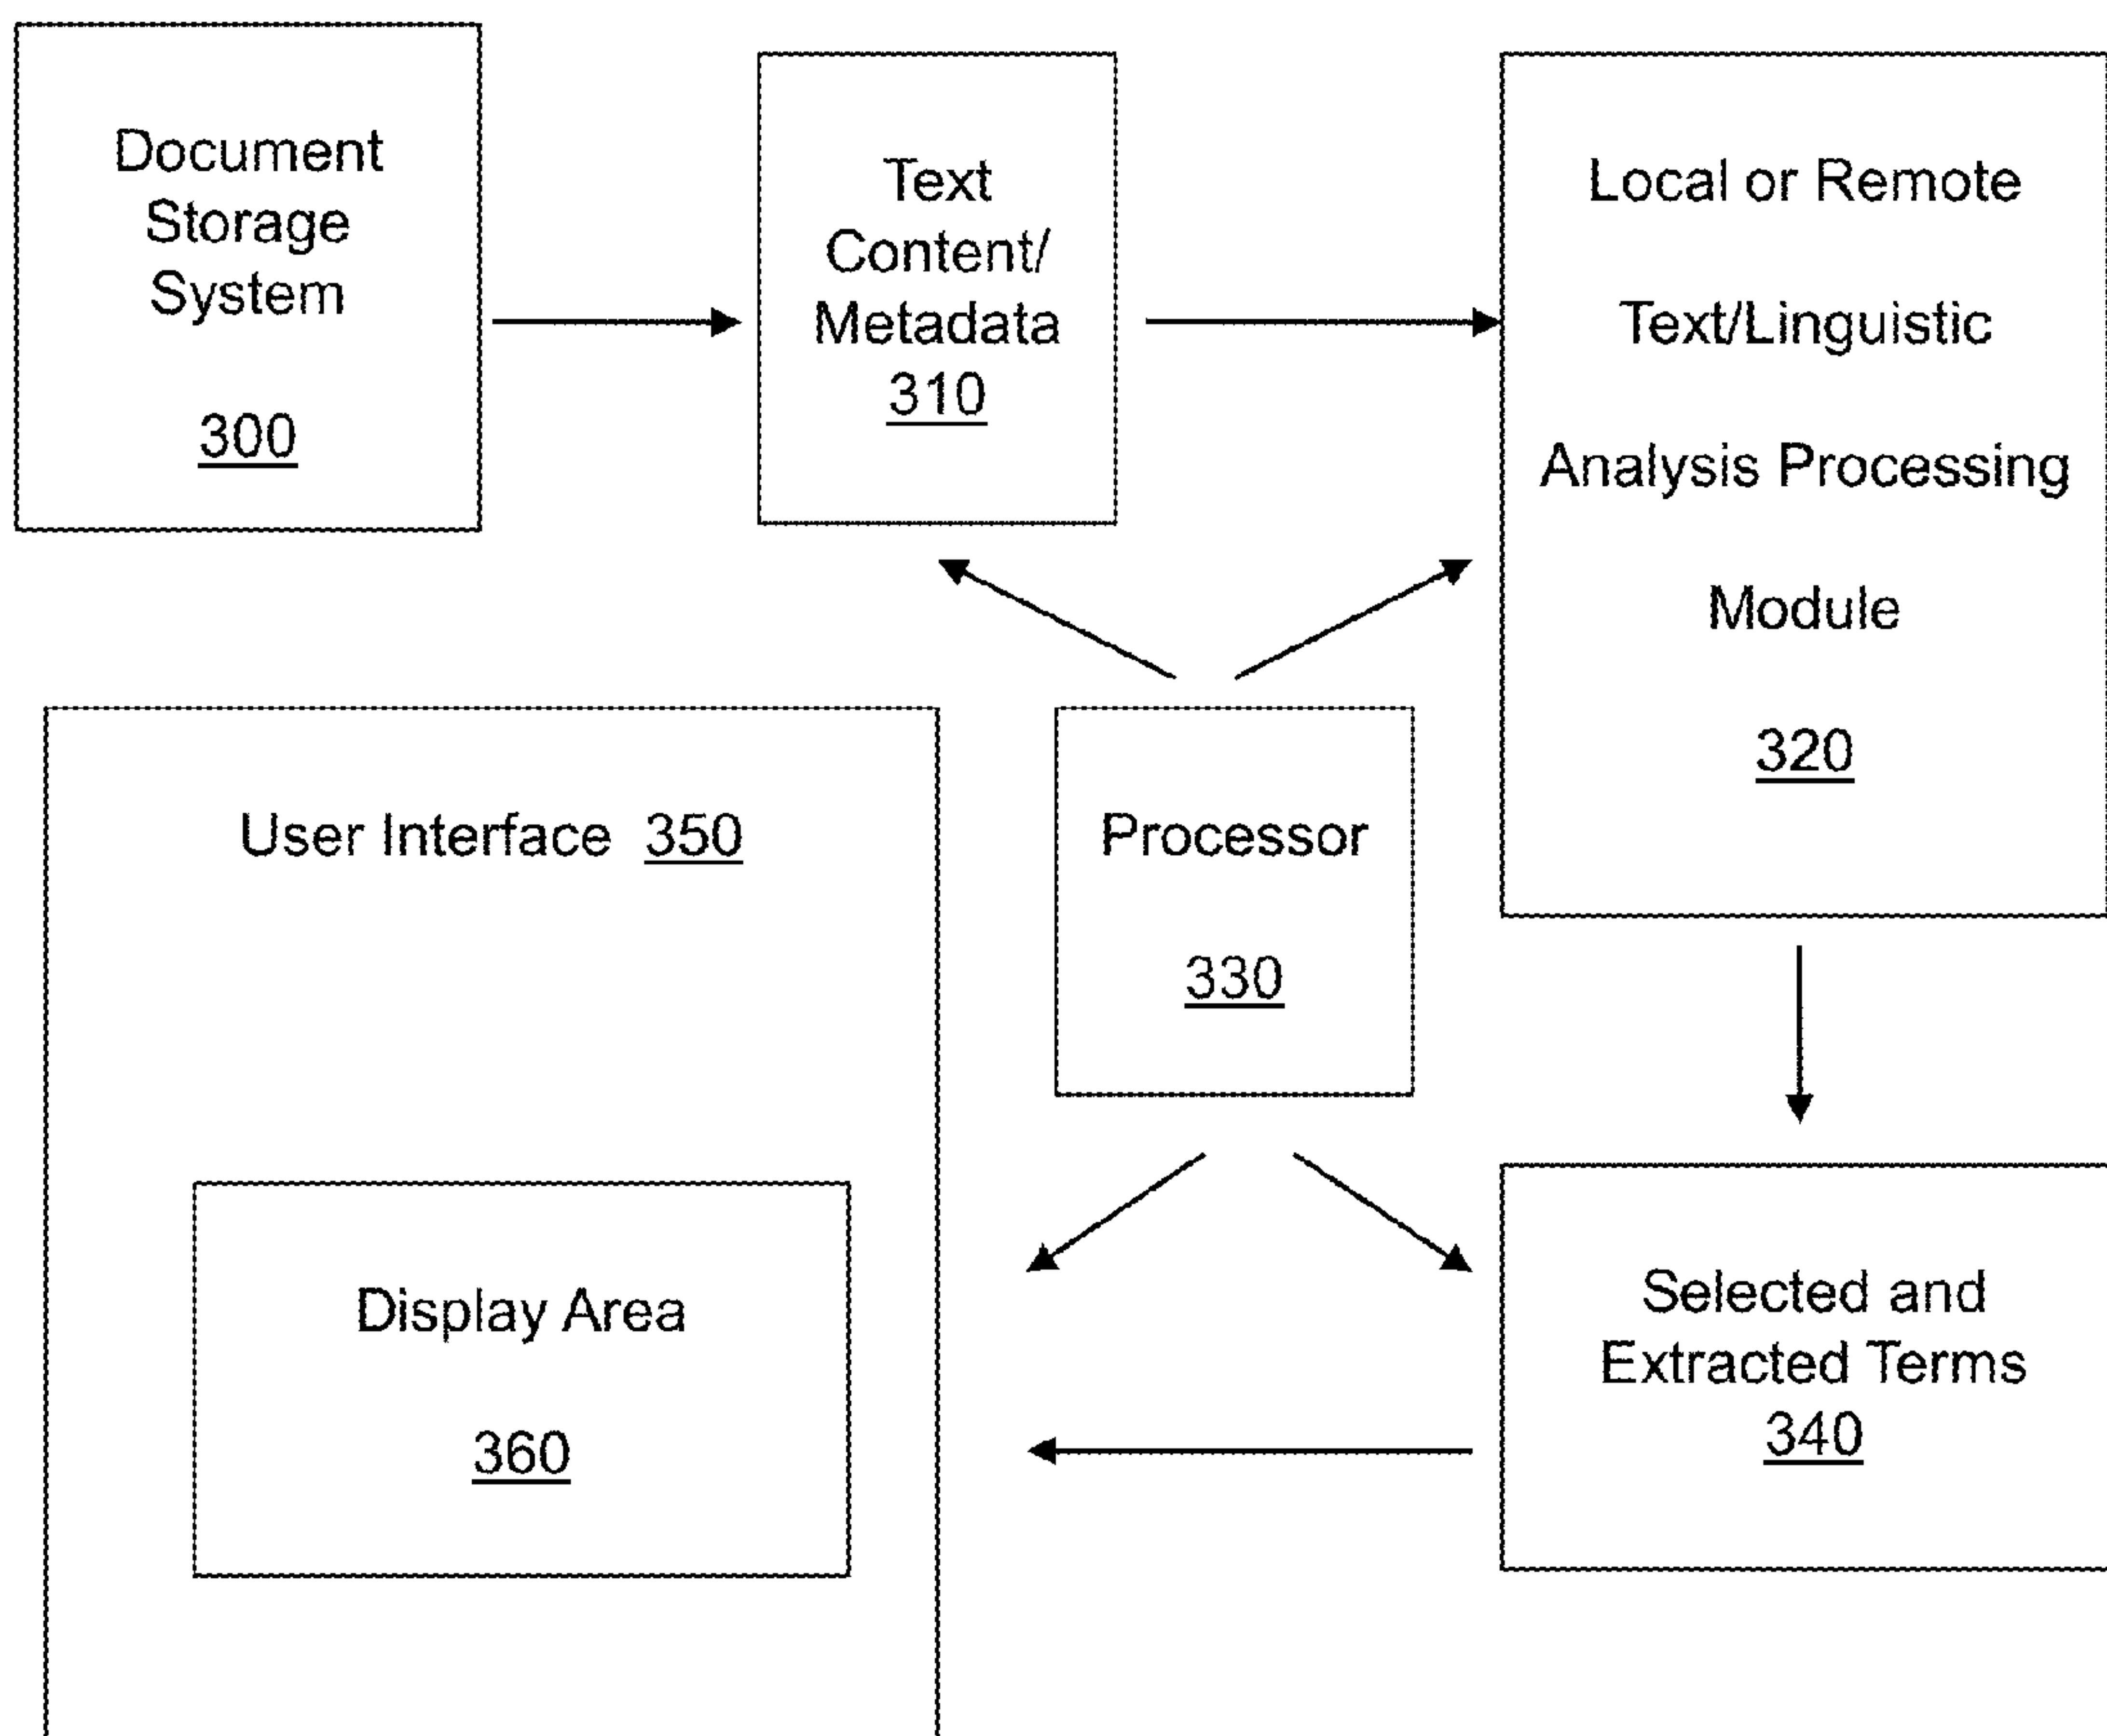 Document
Storage
System
300
Text
Content/
Metadata
310
Local or Remote
Text/Linguistic
Analysis Processing
Module
320
User Interface 350
Processor
330
Display Area
360
Selected and
Extracted Terms
340